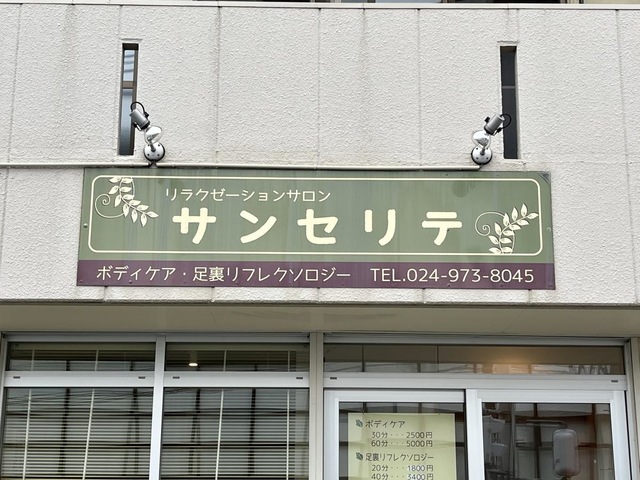 リラクゼーションサロン
サンセリテ
ボディケア・足裏リフレクソロジー TEL.024-973-8045
ボディケア
30分・・・2500円
60分・・・5000円
足裏リフレクソロジー
20分・・・1800円
40分・・・3400円